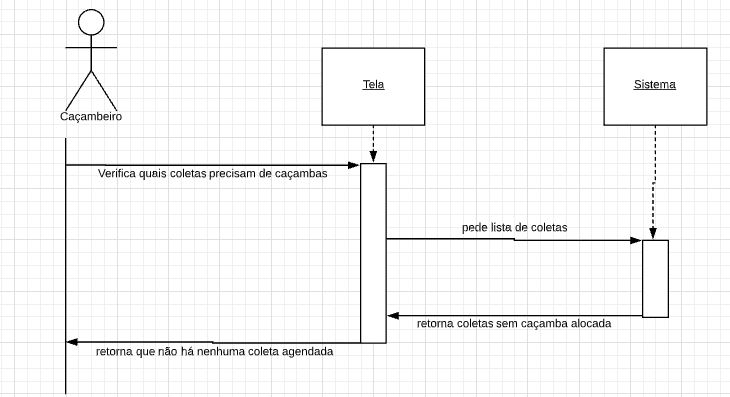 Tela
Sistema
Caçambeiro
Verifica quais coletas precisam de caçambas
pede lista de coletas
retorna coletas sem caçamba alocada
retorna que não há nenhuma coleta agendada